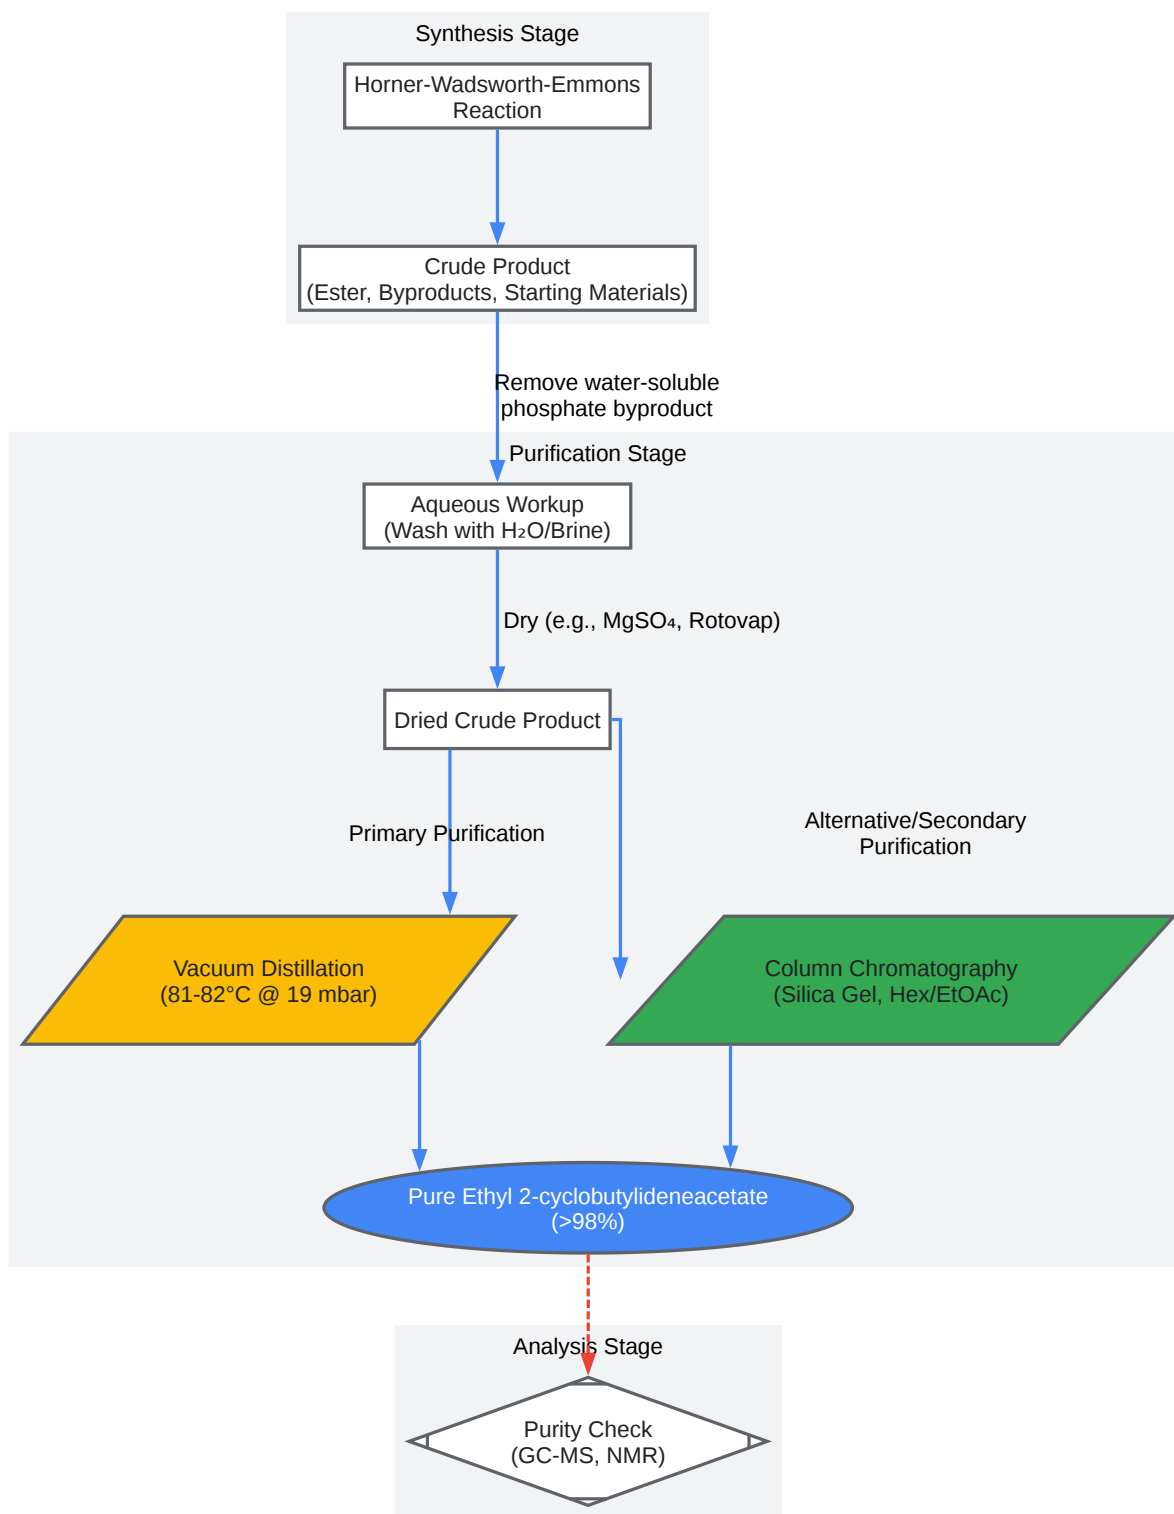 Synthesis Stage
Horner-Wadsworth-Emmons
Reaction
Crude Product
(Ester, Byproducts, Starting Materials)
Remove water-soluble
phosphate byproduct
Purification Stage
Aqueous Workup
(Wash with H₂O/Brine)
Dry (e.g., MgSO₄, Rotovap)
Dried Crude Product
Primary Purification
Alternative/Secondary
Purification
Vacuum Distillation
(81-82°C @ 19 mbar)
Column Chromatography
(Silica Gel, Hex/EtOAc)
Pure Ethyl 2-cyclobutylideneacetate
(>98%)
Analysis Stage
Purity Check
(GC-MS, NMR)